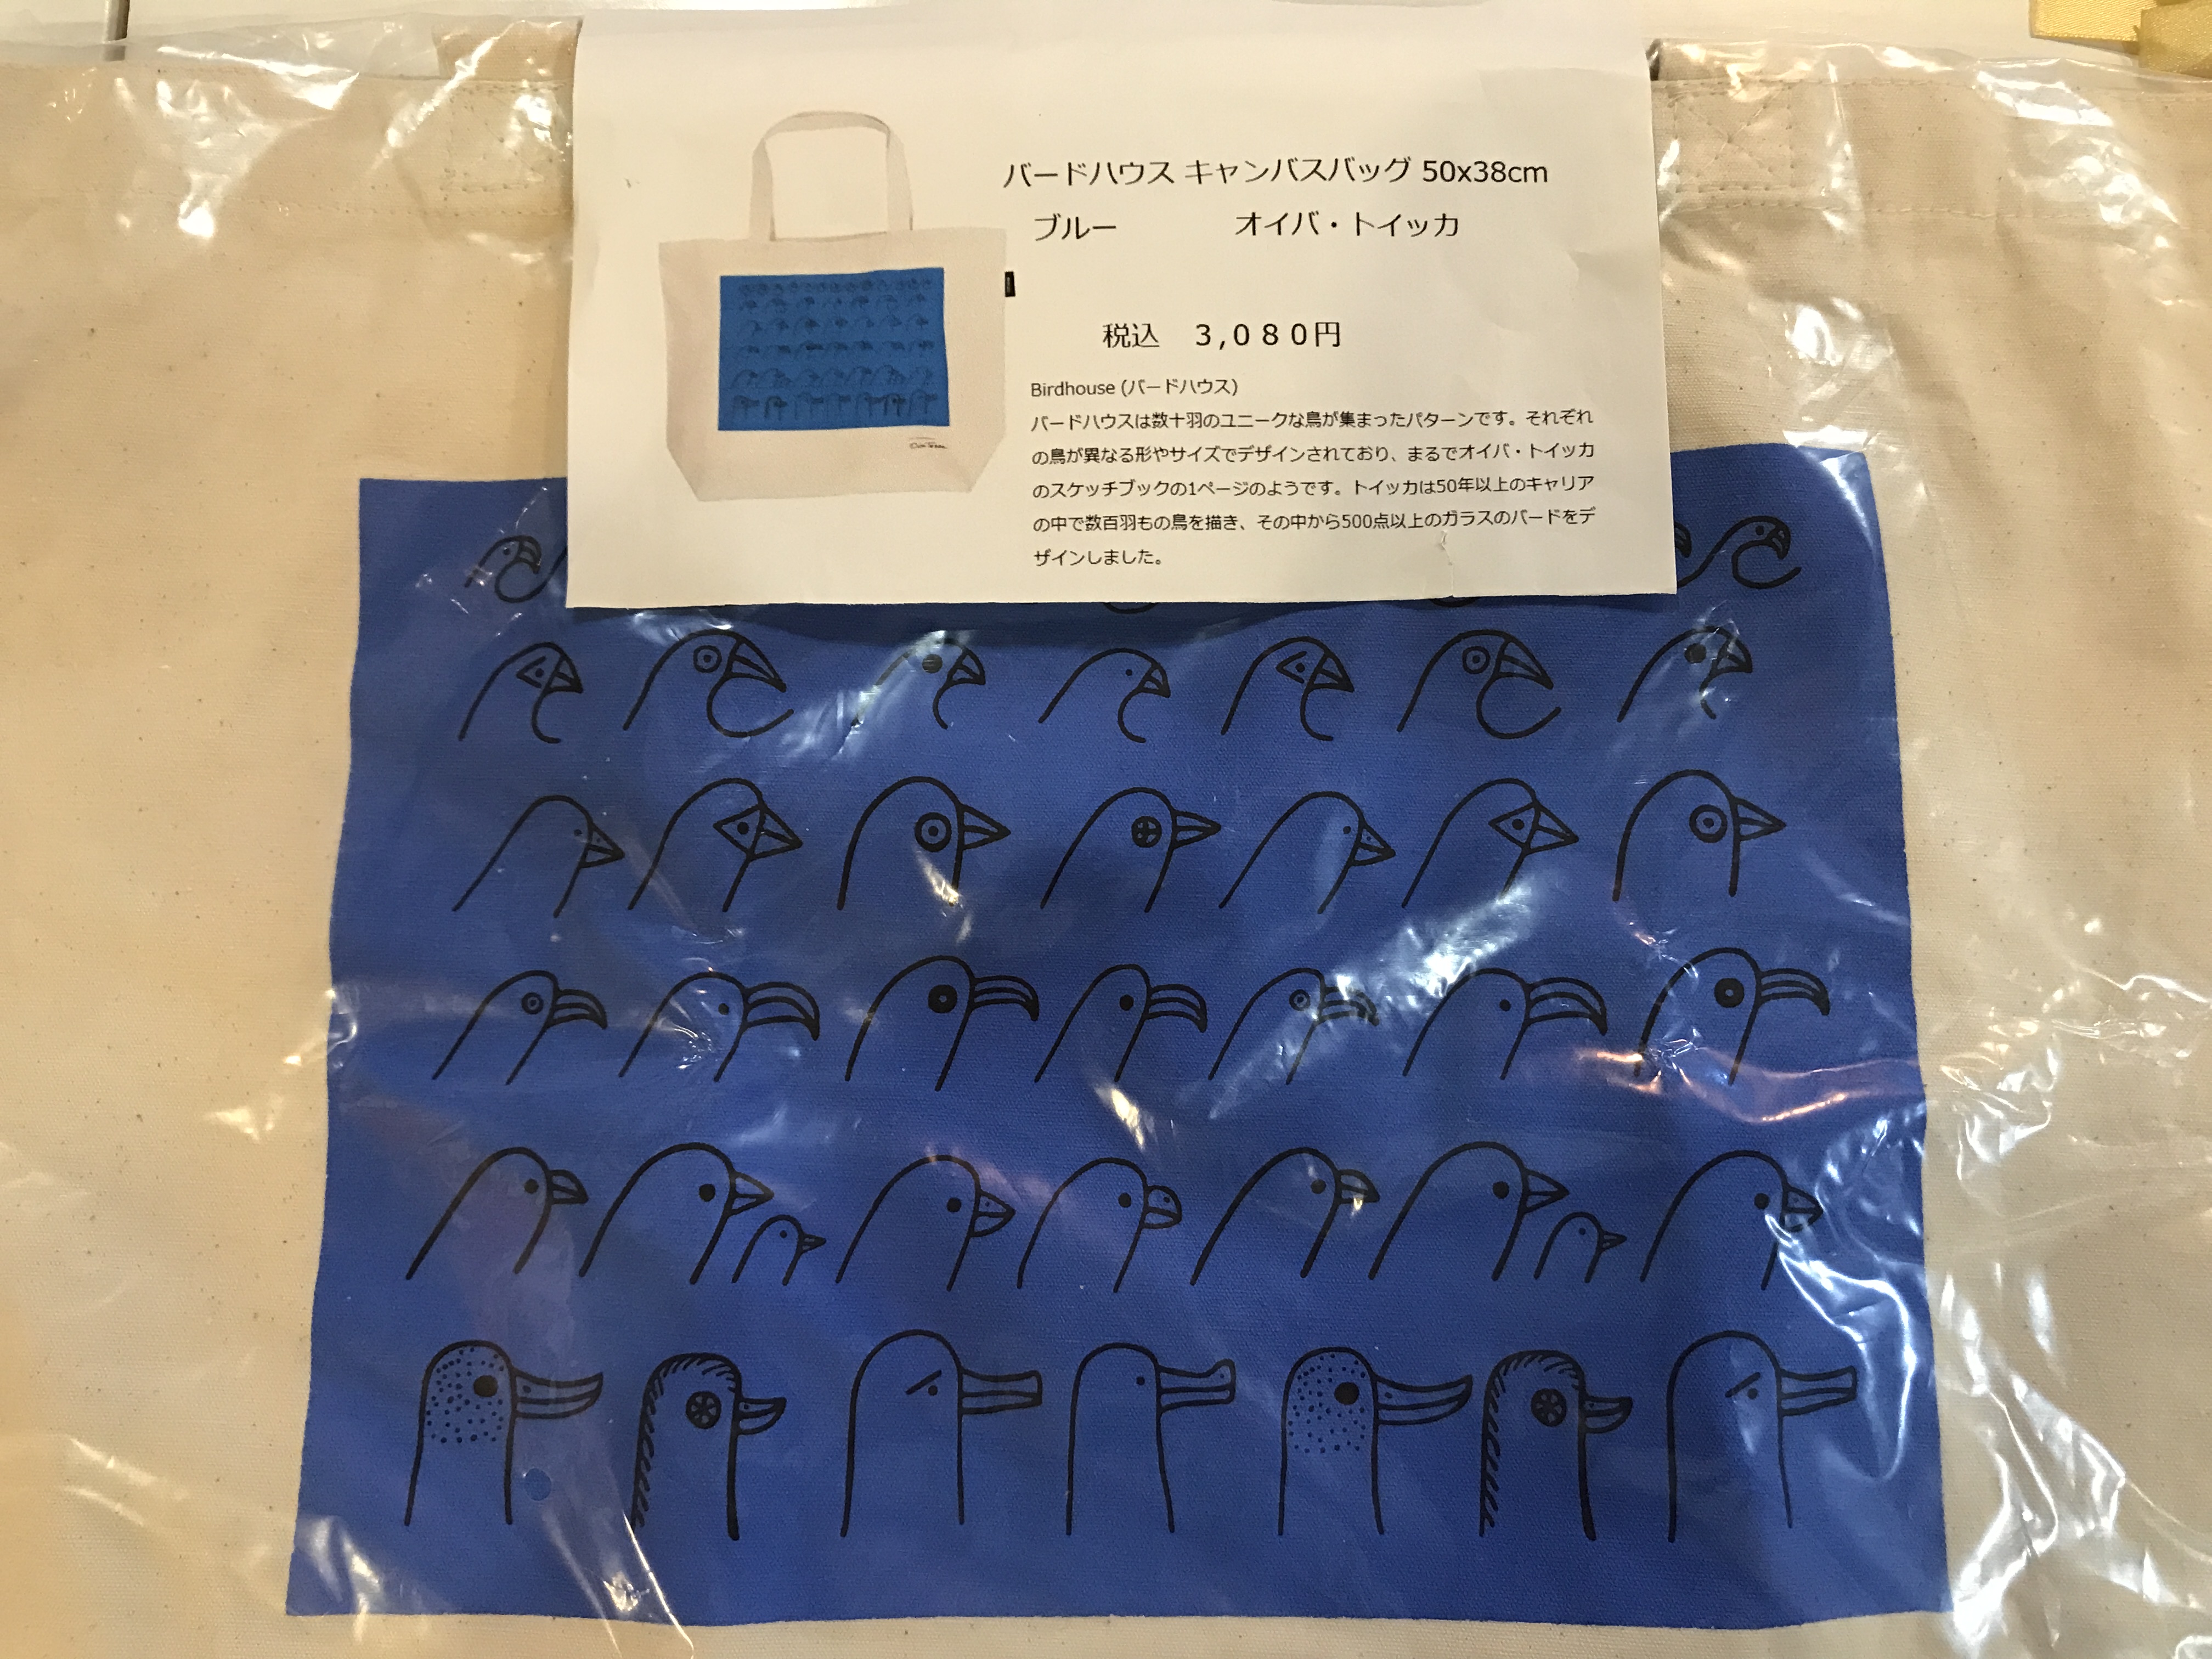 バードハウス キャンバスバッグ 50x38cm
ブルー オイバ・トイッカ
税込 3,080円
Birdhouse (バードハウス)
バードハウスは数十羽のユニークな鳥が集まったパターンです。それぞれ
の鳥が異なる形やサイズでデザインされており、まるでオイバ・トイッカ
のスケッチブックの1ページのようです。トイッカは50年以上のキャリア
の中で数百羽もの鳥を描き、その中から500点以上のガラスのバードをデ
ザインしました。